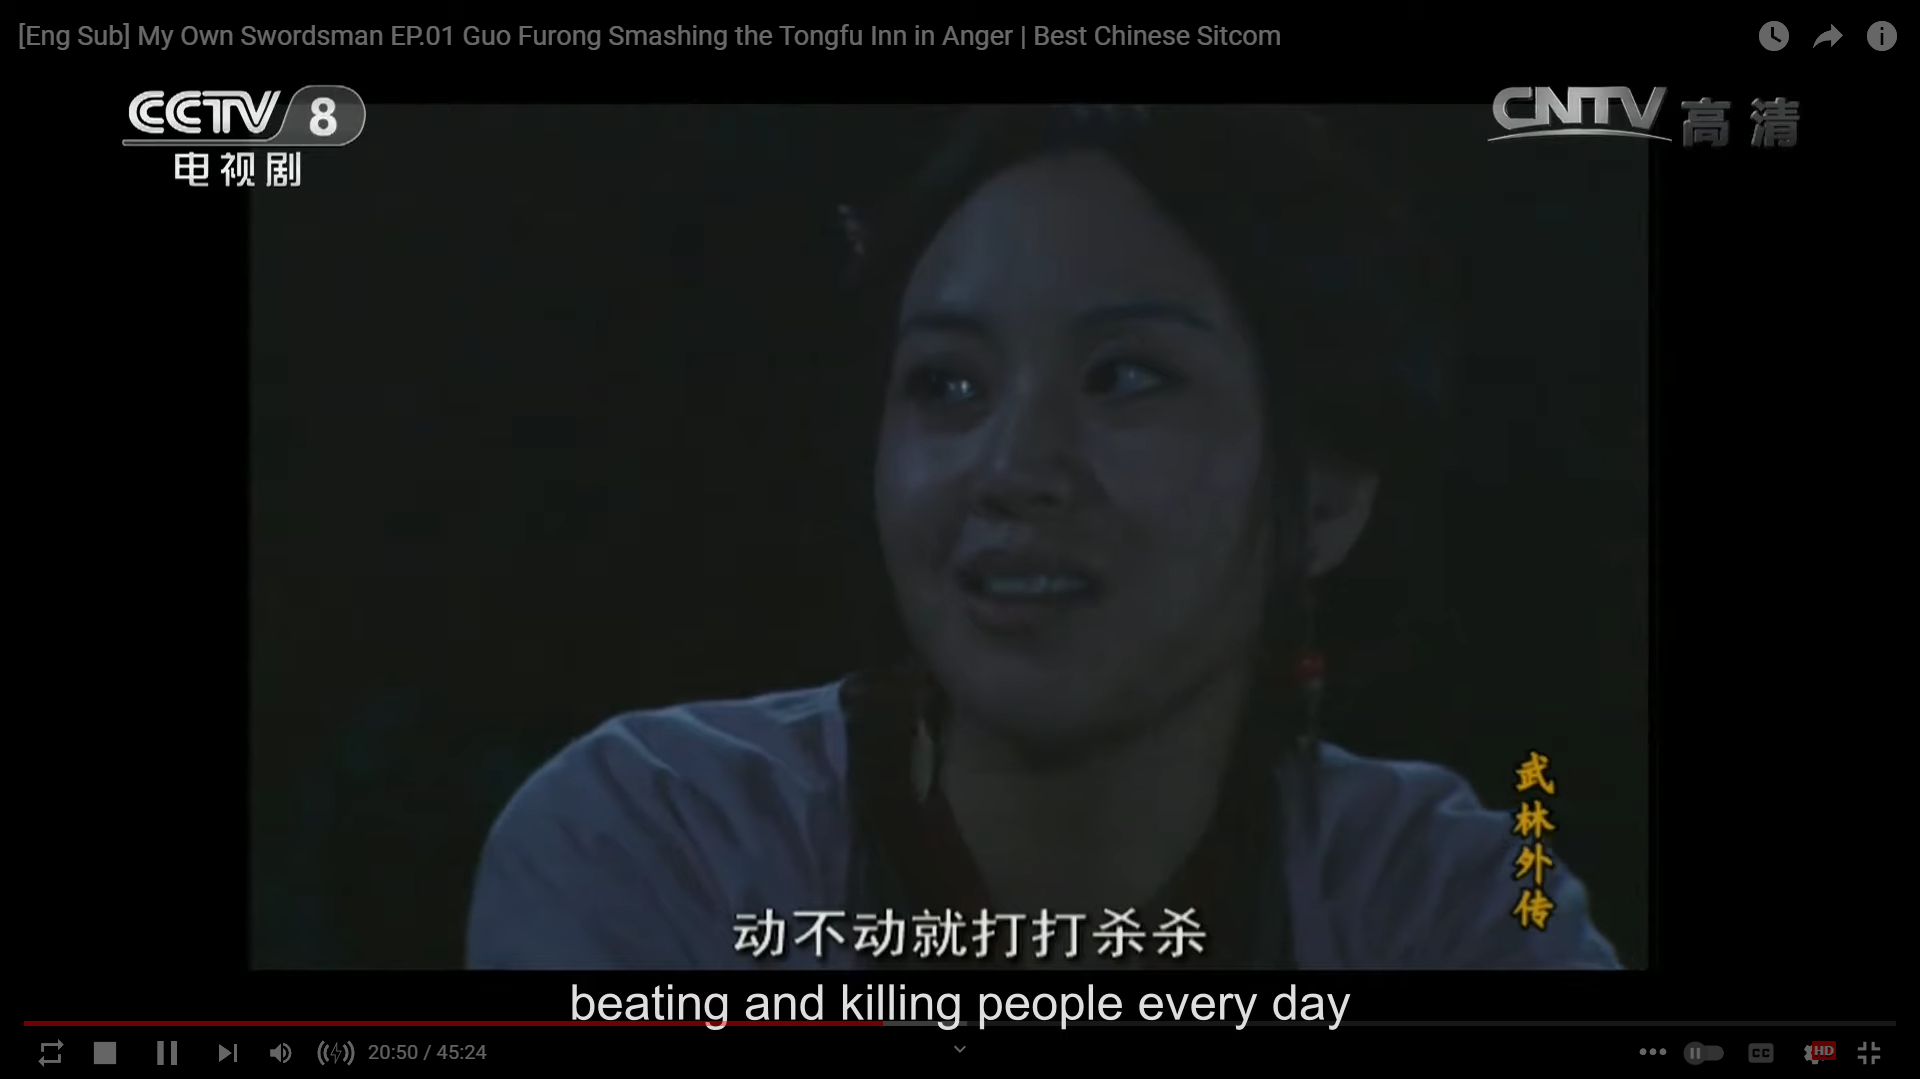 [Eng Sub] My Own Swordsman EP.01 Guo Furong Smashing the Tongfu Inn in Anger | Best Chinese Sitcom
CCTV 8
电视剧
CNTV 高清
武林外传
动不动就打打杀杀
beating and killing people every day
20:50 / 45:24
CC
HD